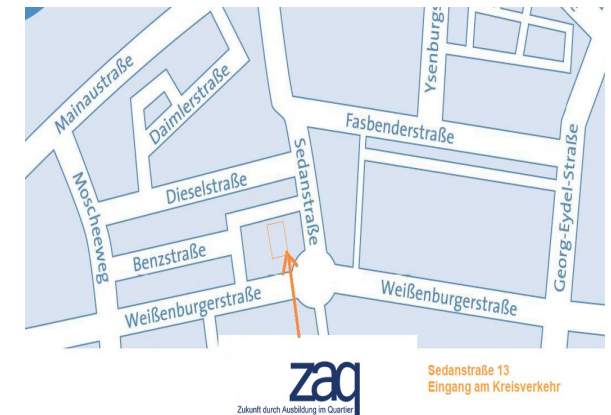 Mainaustraße
Daimlerstraße
Ysenburgs
Fasbenderstraße
Sedanstraße
Moscheeweg
Dieselstraße
Georg-Eydel-Straße
Benzstraße
Weißenburgerstraße
Weißenburgerstraße
zaq
Zukunft durch Ausbildung im Quartier
Sedanstraße 13
Eingang am Kreisverkehr